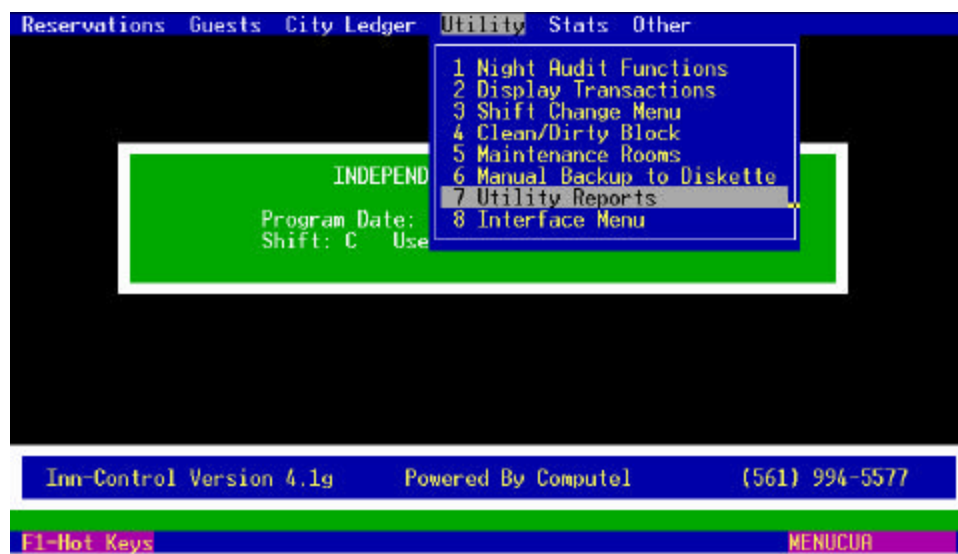 Reservations Guests City Ledger Utility Stats Other
1 Night Audit Functions
2 Display Transactions
3 Shift Change Menu
4 Clean/Dirty Block
5 Maintenance Rooms
6 Manual Backup to Diskette
7 Utility Reports
8 Interface Menu
INDEPEND
Program Date:
Shift: C Use
Inn-Control Version 4.1g Powered By Computel (561) 994-5577
F1-Hot Keys MENUCUA